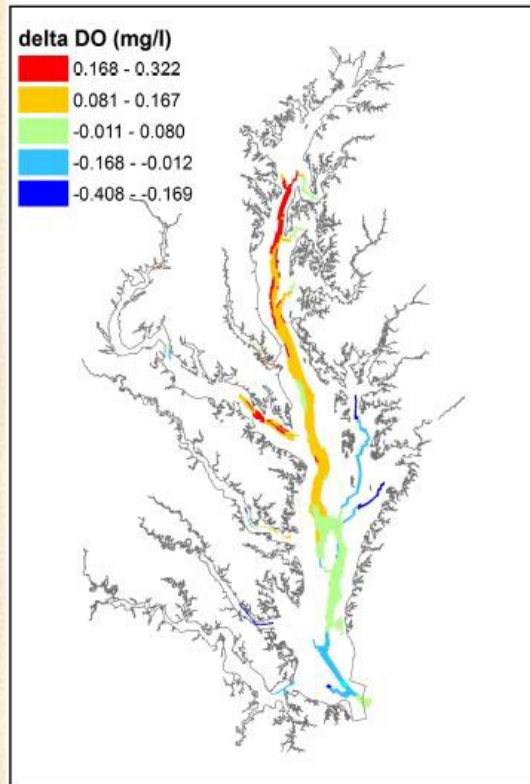 delta DO (mg/l)
0.168 - 0.322
0.081 - 0.167
-0.011 - 0.080
-0.168 - -0.012
-0.408 - -0.169